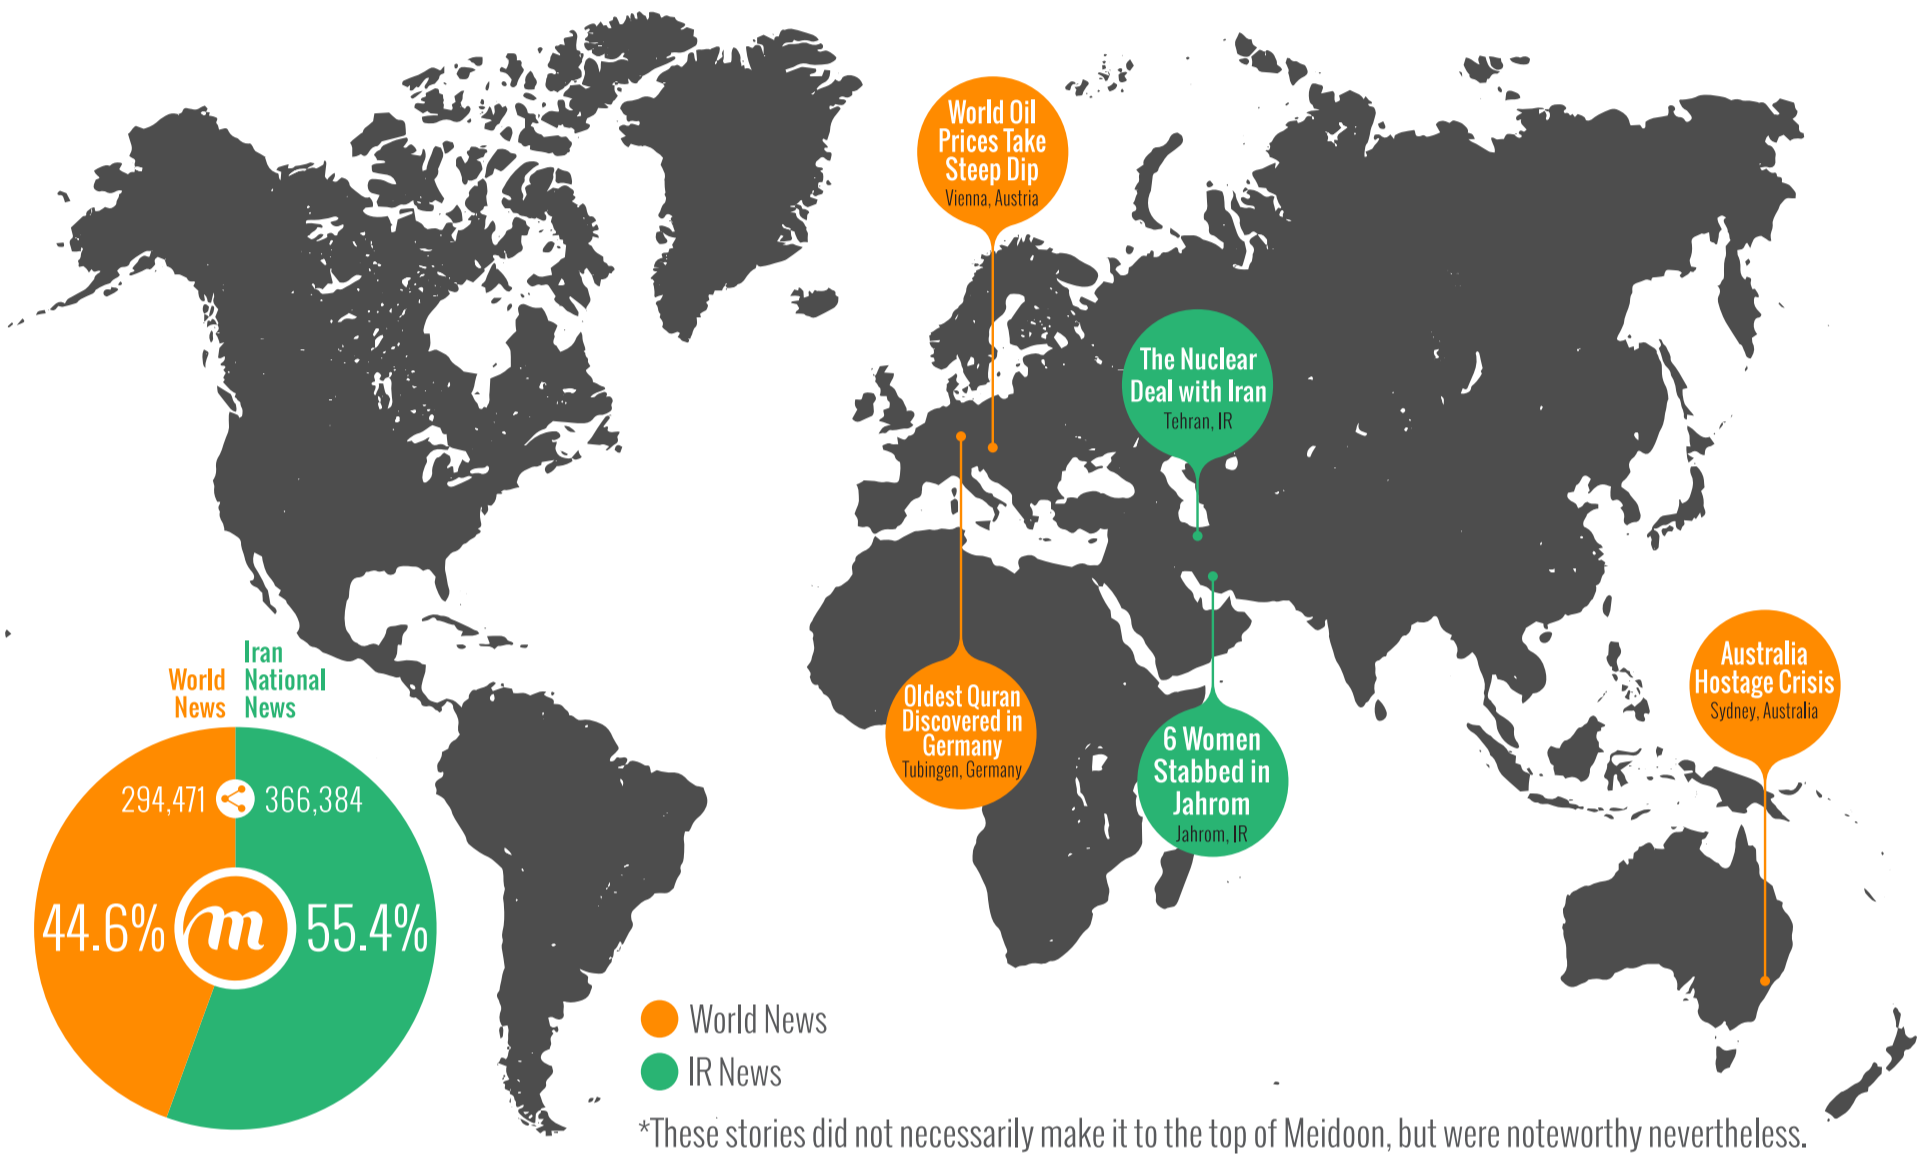 World Oil
Prices Take
Steep Dip
Vienna, Austria
The Nuclear
Deal with Iran
Tehran, IR
Oldest Quran
Discovered in
Germany
Tubingen, Germany
6 Women
Stabbed in
Jahrom
Jahrom, IR
Australia
Hostage Crisis
Sydney, Australia
World
News
Iran
National
News
294,471
366,384
44.6%
m
55.4%
World News
IR News
*These stories did not necessarily make it to the top of Meidoon, but were noteworthy nevertheless.